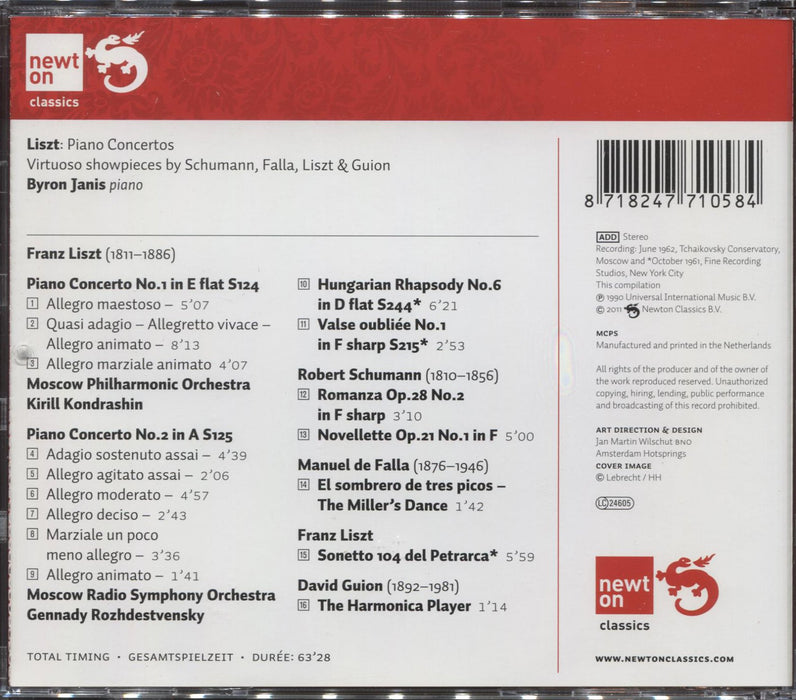 newt
on
classics
Liszt: Piano Concertos
Virtuoso showpieces by Schumann, Falla, Liszt & Guion
Byron Janis piano
Franz Liszt (1811–1886)
Piano Concerto No.1 in E flat S124
1 Allegro maestoso – 5’07
2 Quasi adagio – Allegretto vivace –
Allegro animato – 8’13
3 Allegro marziale animato 4’07
Moscow Philharmonic Orchestra
Kirill Kondrashin
Piano Concerto No.2 in A S125
4 Adagio sostenuto assai – 4’39
5 Allegro agitato assai – 2’06
6 Allegro moderato – 4’57
7 Allegro deciso – 2’43
8 Marziale un poco
meno allegro – 3’36
9 Allegro animato – 1’41
Moscow Radio Symphony Orchestra
Gennady Rozhdestvensky
10 Hungarian Rhapsody No.6
in D flat S244* 6’21
11 Valse oubliée No.1
in F sharp S215* 2’53
Robert Schumann (1810–1856)
12 Romanza Op.28 No.2
in F sharp 3’10
13 Novellette Op.21 No.1 in F 5’00
Manuel de Falla (1876–1946)
14 El sombrero de tres picos –
The Miller’s Dance 1’42
Franz Liszt
15 Sonetto 104 del Petrarca* 5’59
David Guion (1892–1981)
16 The Harmonica Player 1’14
TOTAL TIMING · GESAMTSPIELZEIT · DURÉE: 63’28
8 718247 710584
ADD Stereo
Recording: June 1962, Tchaikovsky Conservatory,
Moscow and *October 1961, Fine Recording
Studios, New York City
This compilation
℗ 1990 Universal International Music B.V.
© 2011 Newton Classics B.V.
MCPS
Manufactured and printed in the Netherlands
All rights of the producer and of the owner of
the work reproduced reserved. Unauthorized
copying, hiring, lending, public performance
and broadcasting of this record prohibited.
ART DIRECTION & DESIGN
Jan Martin Wilschut BNO
Amsterdam Hotsprings
COVER IMAGE
© Lebrecht / HH
LC 24605
newt
on
classics
WWW.NEWTONCLASSICS.COM